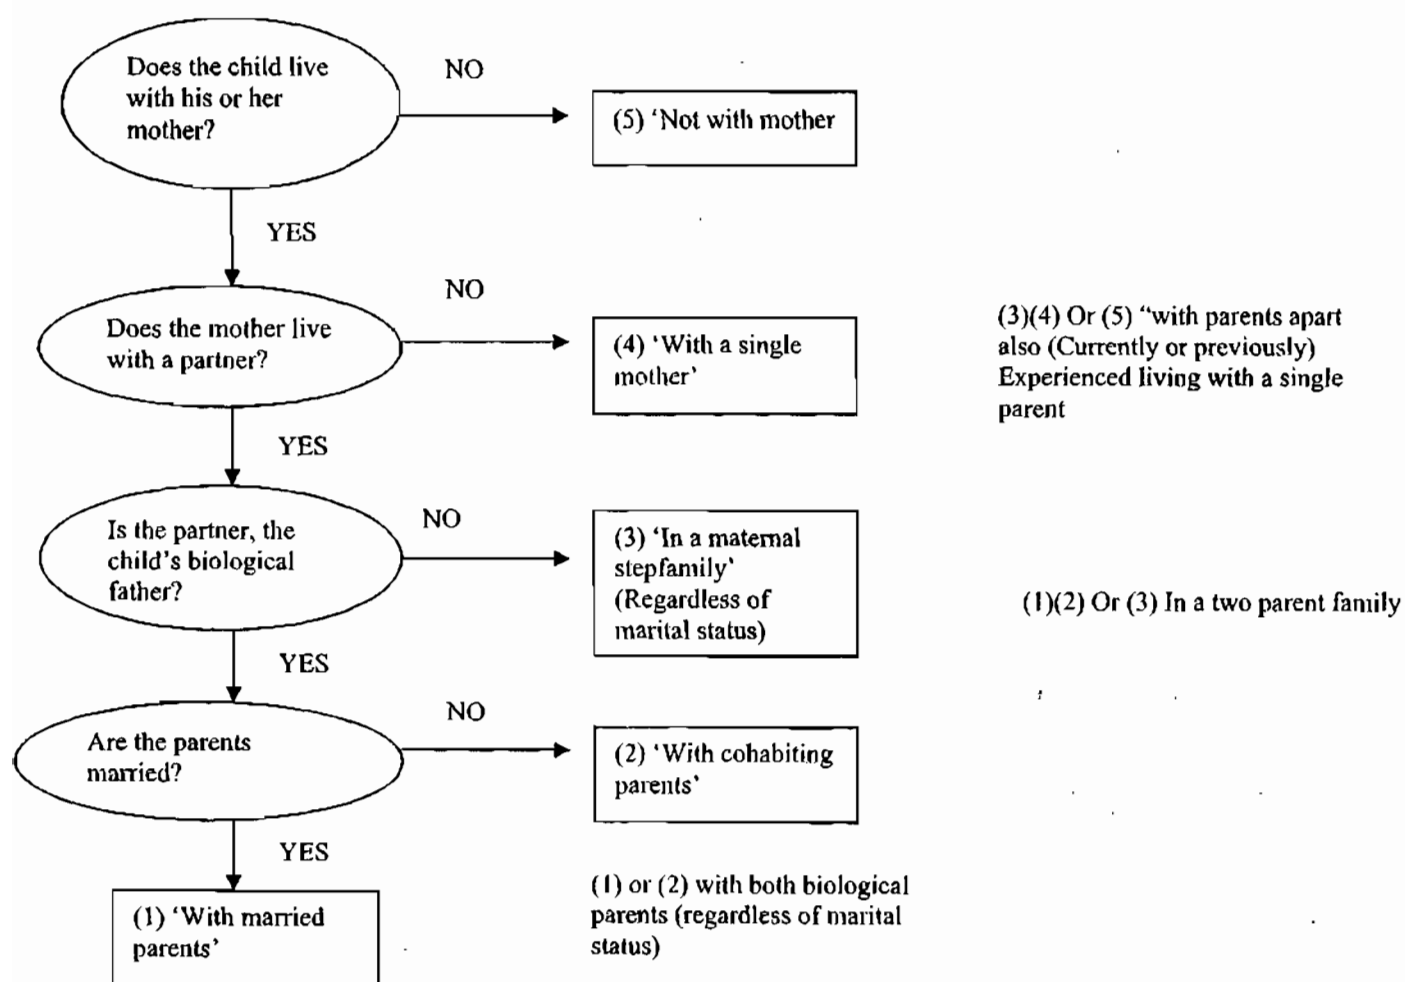 Does the child live
with his or her
mother?
NO
(5) ‘Not with mother
YES
Does the mother live
with a partner?
NO
(4) ‘With a single
mother’
(3)(4) Or (5) “with parents apart
also (Currently or previously)
Experienced living with a single
parent
YES
Is the partner, the
child’s biological
father?
NO
(3) ‘In a maternal
stepfamily’
(Regardless of
marital status)
(1)(2) Or (3) In a two parent family
YES
Are the parents
married?
NO
(2) ‘With cohabiting
parents’
YES
(1) ‘With married
parents’
(1) or (2) with both biological
parents (regardless of marital
status)